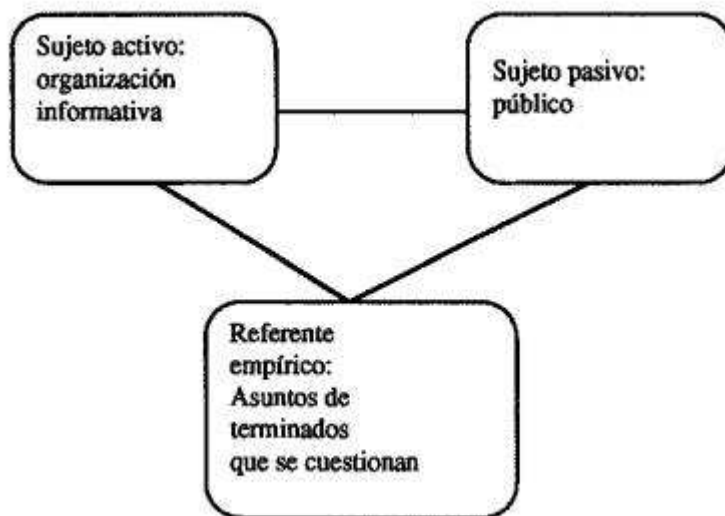 Sujeto activo:
organización
informativa
Sujeto pasivo:
público
Referente
empírico:
Asuntos de
terminados
que se cuestionan